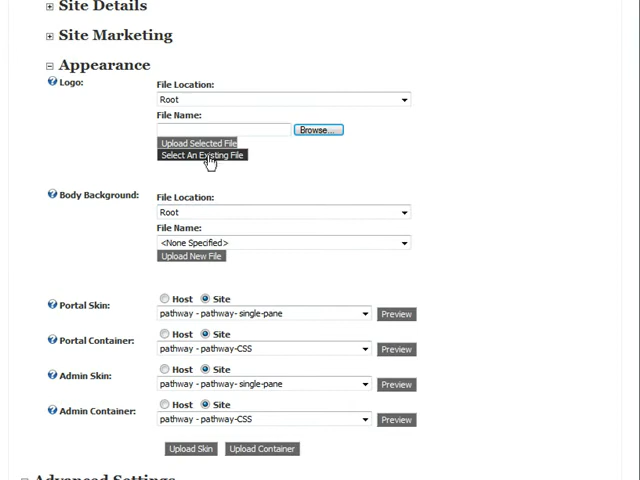 Site Details
Site Marketing
Appearance
Logo:
File Location:
Root
File Name:
Browse...
Upload Selected File
Select An Existing File
Body Background:
File Location:
Root
File Name:
<None Specified>
Upload New File
Portal Skin:
Host Site
pathway - pathway- single-pane
Preview
Portal Container:
Host Site
pathway - pathway-CSS
Preview
Admin Skin:
Host Site
pathway - pathway- single-pane
Preview
Admin Container:
Host Site
pathway - pathway-CSS
Preview
Upload Skin Upload Container
Advanced Settings